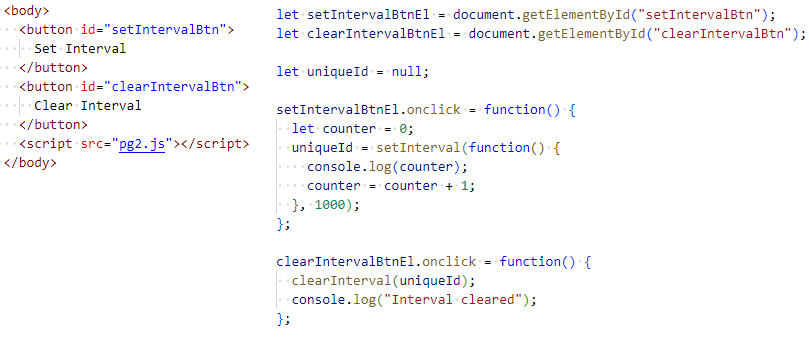 <body>
  <button id="setIntervalBtn">
    Set Interval
  </button>
  <button id="clearIntervalBtn">
    Clear Interval
  </button>
  <script src="pg2.js"></script>
</body>
let setIntervalBtnEl = document.getElementById("setIntervalBtn");
let clearIntervalBtnEl = document.getElementById("clearIntervalBtn");

let uniqueId = null;

setIntervalBtnEl.onclick = function() {
  let counter = 0;
  uniqueId = setInterval(function() {
    console.log(counter);
    counter = counter + 1;
  }, 1000);
};

clearIntervalBtnEl.onclick = function() {
  clearInterval(uniqueId);
  console.log("Interval cleared");
};